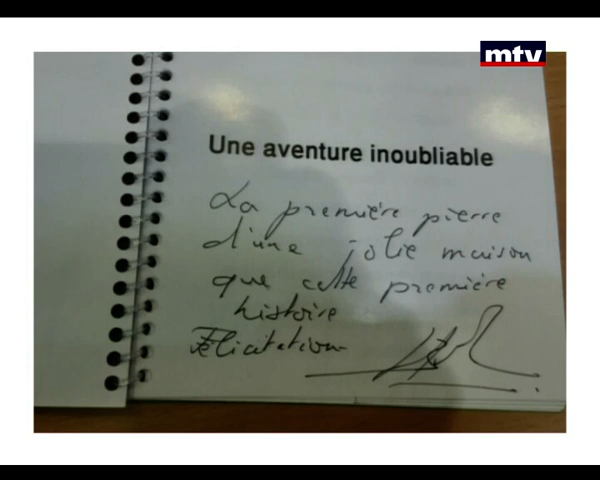 mtv
Une aventure inoubliable
La première pierre
d'une jolie maison
que cette première
histoire
Félicitation